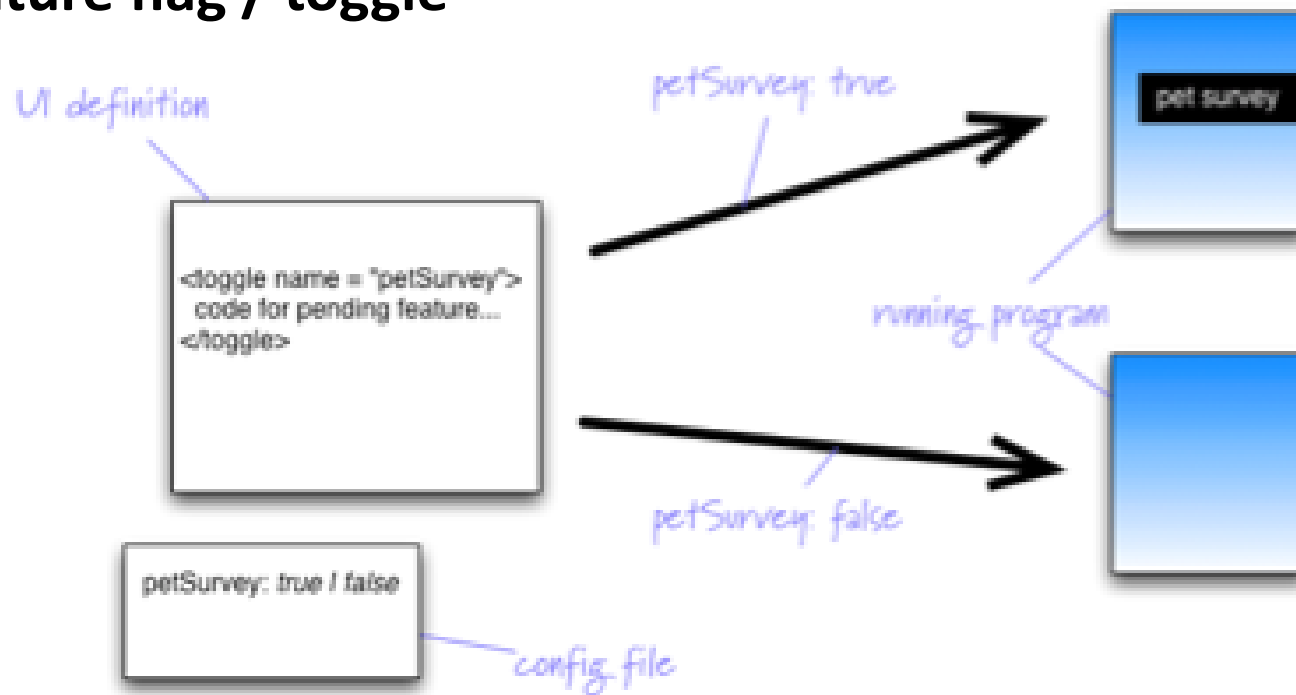 ture flag / toggle
UI definition
petSurvey: true
pet survey
<toggle name = "petSurvey">
code for pending feature...
</toggle>
running program
petSurvey: false
petSurvey: true / false
config file